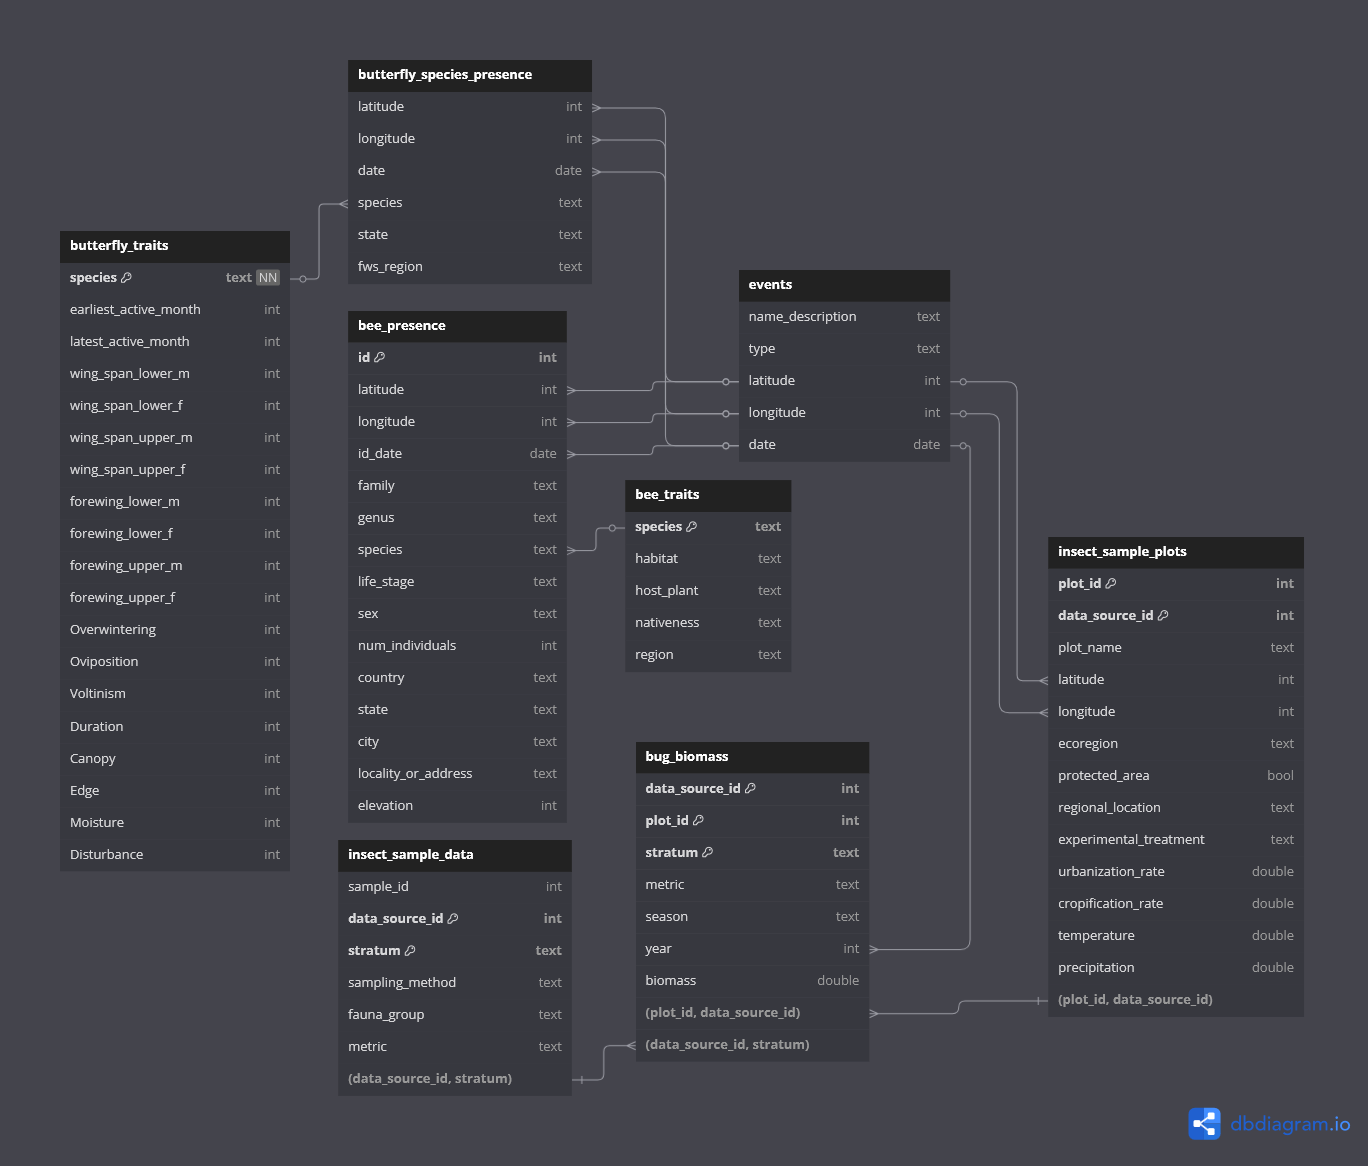 butterfly_species_presence
latitude int
longitude int
date date
species text
state text
fws_region text
butterfly_traits
species text NN
earliest_active_month int
latest_active_month int
wing_span_lower_m int
wing_span_lower_f int
wing_span_upper_m int
wing_span_upper_f int
forewing_lower_m int
forewing_lower_f int
forewing_upper_m int
forewing_upper_f int
Overwintering int
Oviposition int
Voltinism int
Duration int
Canopy int
Edge int
Moisture int
Disturbance int
bee_presence
id int
latitude int
longitude int
id_date date
family text
genus text
species text
life_stage text
sex text
num_individuals int
country text
state text
city text
locality_or_address text
elevation int
events
name_description text
type text
latitude int
longitude int
date date
bee_traits
species text
habitat text
host_plant text
nativeness text
region text
insect_sample_plots
plot_id int
data_source_id int
plot_name text
latitude int
longitude int
ecoregion text
protected_area bool
regional_location text
experimental_treatment text
urbanization_rate double
cropification_rate double
temperature double
precipitation double
(plot_id, data_source_id)
bug_biomass
data_source_id int
plot_id int
stratum text
metric text
season text
year int
biomass double
(plot_id, data_source_id)
(data_source_id, stratum)
insect_sample_data
sample_id int
data_source_id int
stratum text
sampling_method text
fauna_group text
metric text
(data_source_id, stratum)
dbdiagram.io